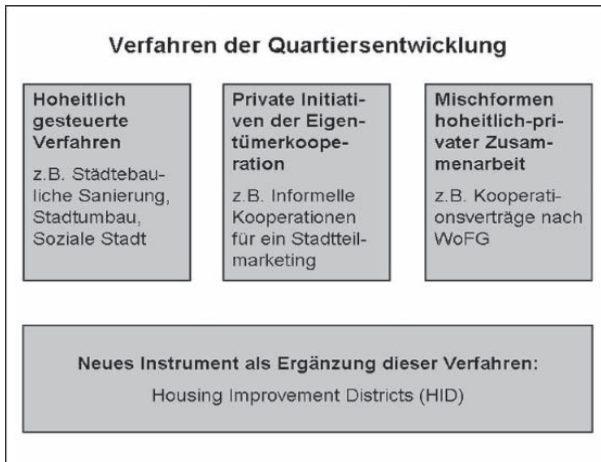 Verfahren der Quartiersentwicklung
Hoheitlich
gesteuerte
Verfahren
z.B. Städtebau-
liche Sanierung,
Stadtumbau,
Soziale Stadt
Private Initiati-
ven der Eigen-
tümerkoope-
ration
z.B. Informelle
Kooperationen
für ein Stadtteil-
marketing
Mischformen
hoheitlich-pri-
vater Zusam-
menarbeit
z.B. Kooperati-
onsverträge nach
WoFG
Neues Instrument als Ergänzung dieser Verfahren:
Housing Improvement Districts (HID)